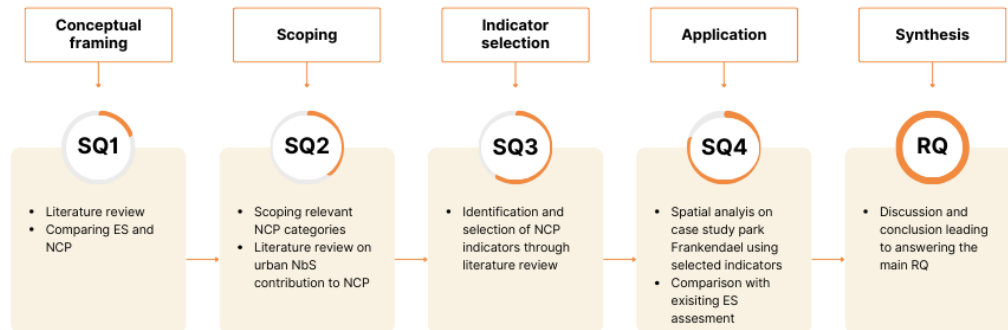 Conceptual
framing
Scoping
Indicator
selection
Application
Synthesis
SQ1
SQ2
SQ3
SQ4
RQ
• Literature review
• Comparing ES and
NCP
• Scoping relevant
NCP categories
• Literature review on
urban NbS
contribution to NCP
• Identification and
selection of NCP
indicators through
literature review
• Spatial analyis on
case study park
Frankendael using
selected indicators
• Comparison with
exisiting ES
assesment
• Discussion and
conclusion leading
to answering the
main RQ